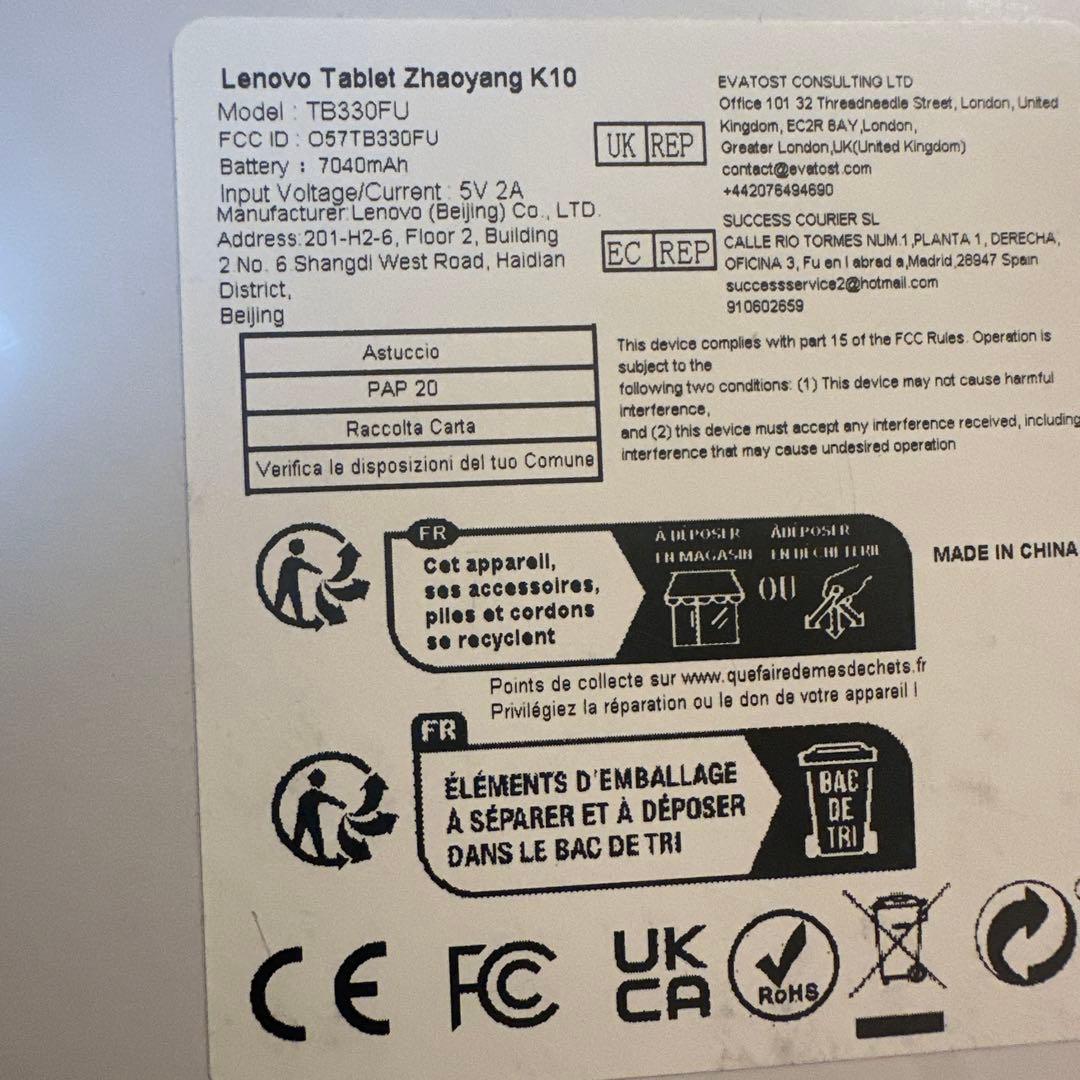 Lenovo Tablet Zhaoyang K10
Model : TB330FU
FCC ID : O57TB330FU
Battery : 7040mAh
Input Voltage/Current : 5V 2A
Manufacturer:Lenovo (Beijing) Co., LTD.
Address:201-H2-6, Floor 2, Building
2.No. 6 Shangdi West Road, Haidian
District,
Beijing
UK REP
EVATOST CONSULTING LTD
Office 101 32 Threadneedle Street, London, United
Kingdom, EC2R 8AY,London,
Greater London,UK(United Kingdom)
contact@evatost.com
+442076494690
EC REP
SUCCESS COURIER SL
CALLE RIO TORMES NUM.1,PLANTA 1, DERECHA,
OFICINA 3, Fu en l abrad a,Madrid,28947 Spain
successservice2@hotmail.com
910602659
Astuccio
PAP 20
Raccolta Carta
Verifica le disposizioni del tuo Comune
This device complies with part 15 of the FCC Rules. Operation is
subject to the
following two conditions: (1) This device may not cause harmful
interference,
and (2) this device must accept any interference received, including
interference that may cause undesired operation
FR
Cet appareil,
ses accessoires,
piles et cordons
se recyclent
À DÉPOSER
EN MAGASIN
OU
À DÉPOSER
EN DÉCHÈTERIE
MADE IN CHINA
Points de collecte sur www.quefairedemesdechets.fr
Privilégiez la réparation ou le don de votre appareil !
FR
ÉLÉMENTS D'EMBALLAGE
À SÉPARER ET À DÉPOSER
DANS LE BAC DE TRI
BAC
DE
TRI
CE
FC
UK
CA
RoHS